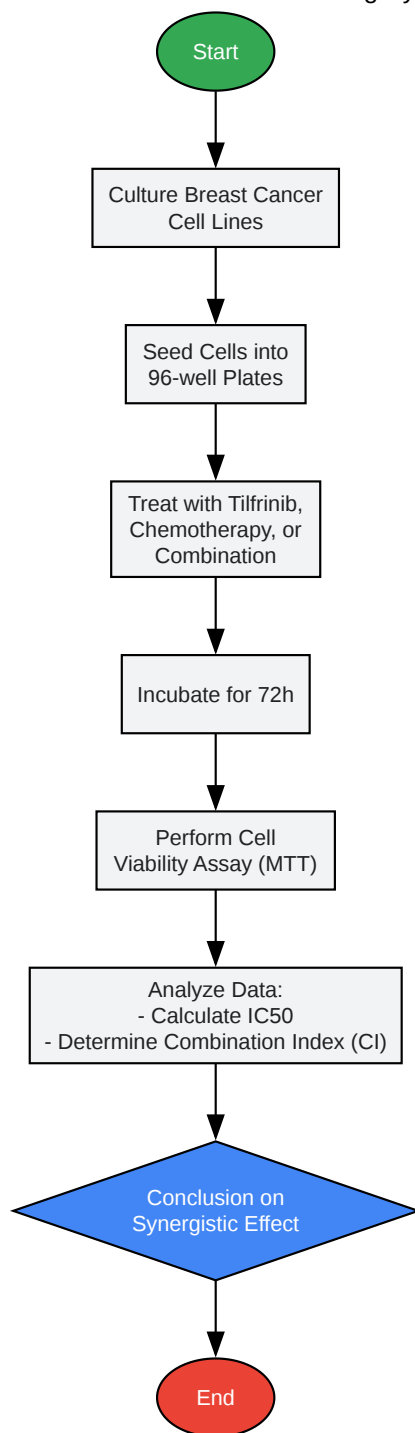 Start
Culture Breast Cancer
Cell Lines
Seed Cells into
96-well Plates
Treat with Tilfrinib,
Chemotherapy, or
Combination
Incubate for 72h
Perform Cell
Viability Assay (MTT)
Analyze Data:
- Calculate IC50
- Determine Combination Index (CI)
Conclusion on
Synergistic Effect
End